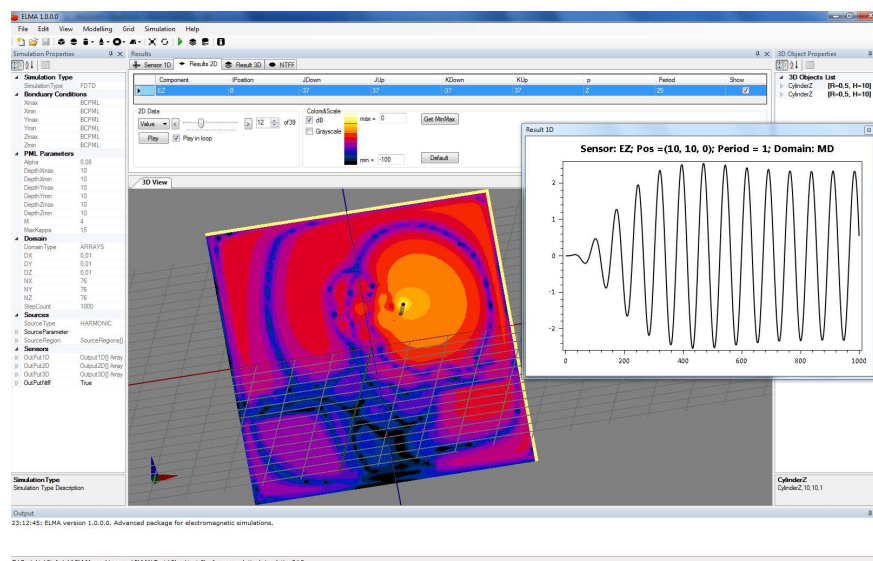 ELMA 1.0.0.0
File Edit View Modelling Grid Simulation Help
Simulation Properties
Simulation Type
SimulationType FDTD
Bonduary Conditions
Xmax BCPML
Xmin BCPML
Ymax BCPML
Ymin BCPML
Zmax BCPML
Zmin BCPML
PML Parameters
Alpha 0,08
DepthXmax 10
DepthXmin 10
DepthYmax 10
DepthYmin 10
DepthZmax 10
DepthZmin 10
M 4
MaxKappa 15
Domain
DomainType ARRAYS
DX 0,01
DY 0,01
DZ 0,01
NX 76
NY 76
NZ 76
StepCount 1000
Sources
SourceType HARMONIC
SourceParameter
SourceRegion SourceRegions[]
Sensors
OutPut1D Output1D[] Array
OutPut2D Output2D[] Array
OutPut3D Output3D[] Array
OutPutNtff True
SimulationType
Simulation Type Description
Results
Sensor 1D Results 2D Result 3D NTFF
Component IPosition JDown JUp KDown KUp p Period Show
EZ 0 -37 37 -37 37 Z 25
2D Data
Value < > 12 of39
Play Play in loop
Colors&Scale
dB
Grayscale
max = 0
min = -100
Get MinMax
Default
3D View
Result 1D
Sensor: EZ; Pos =(10, 10, 0); Period = 1; Domain: MD
2
1
0
-1
-2
0 200 400 600 800 1000
3D Object Properties
3D Objects List
CylinderZ [R=0,5, H=10]
CylinderZ [R=0,5, H=10]
CylinderZ
CylinderZ,10,10,1
Output
23:12:45: ELMA version 1.0.0.0. Advanced package for electromagnetic simulations.